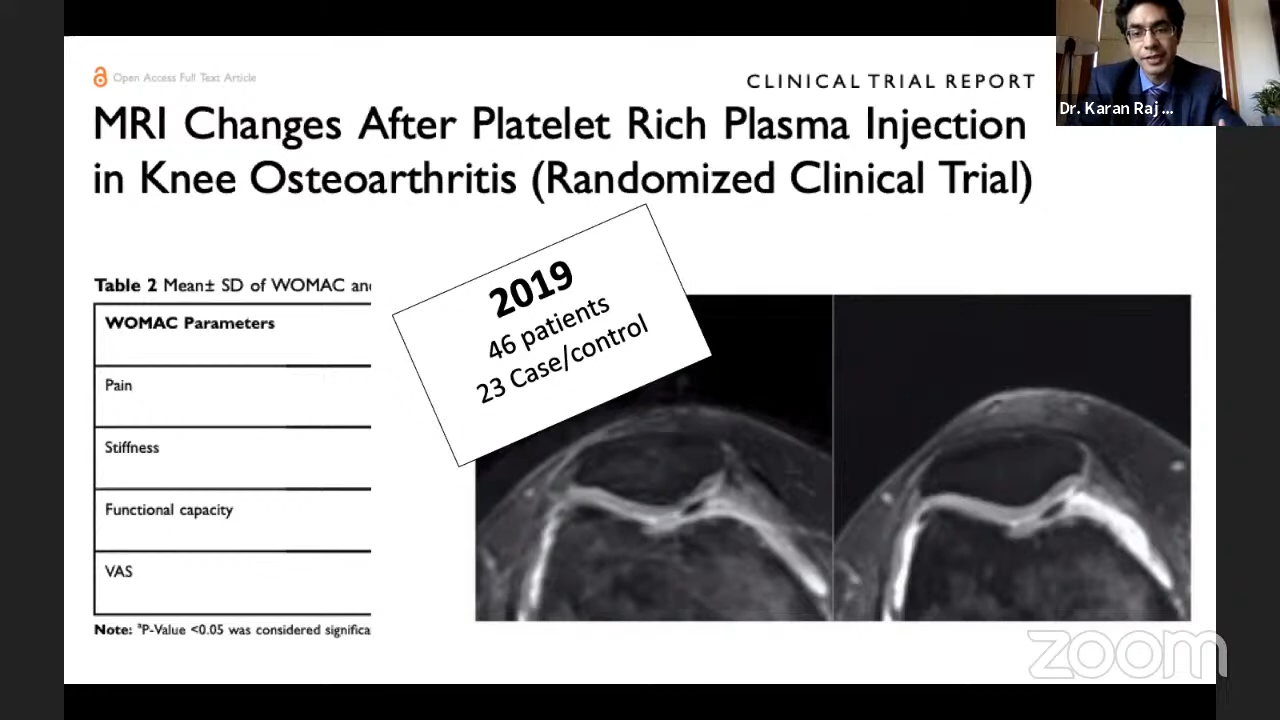 Open Access Full Text Article
CLINICAL TRIAL REPORT
MRI Changes After Platelet Rich Plasma Injection
in Knee Osteoarthritis (Randomized Clinical Trial)
Dr. Karan Raj ...
2019
46 patients
23 Case/control
Table 2 Mean± SD of WOMAC and
WOMAC Parameters
Pain
Stiffness
Functional capacity
VAS
Note: ᵃP-Value <0.05 was considered significa
zoom